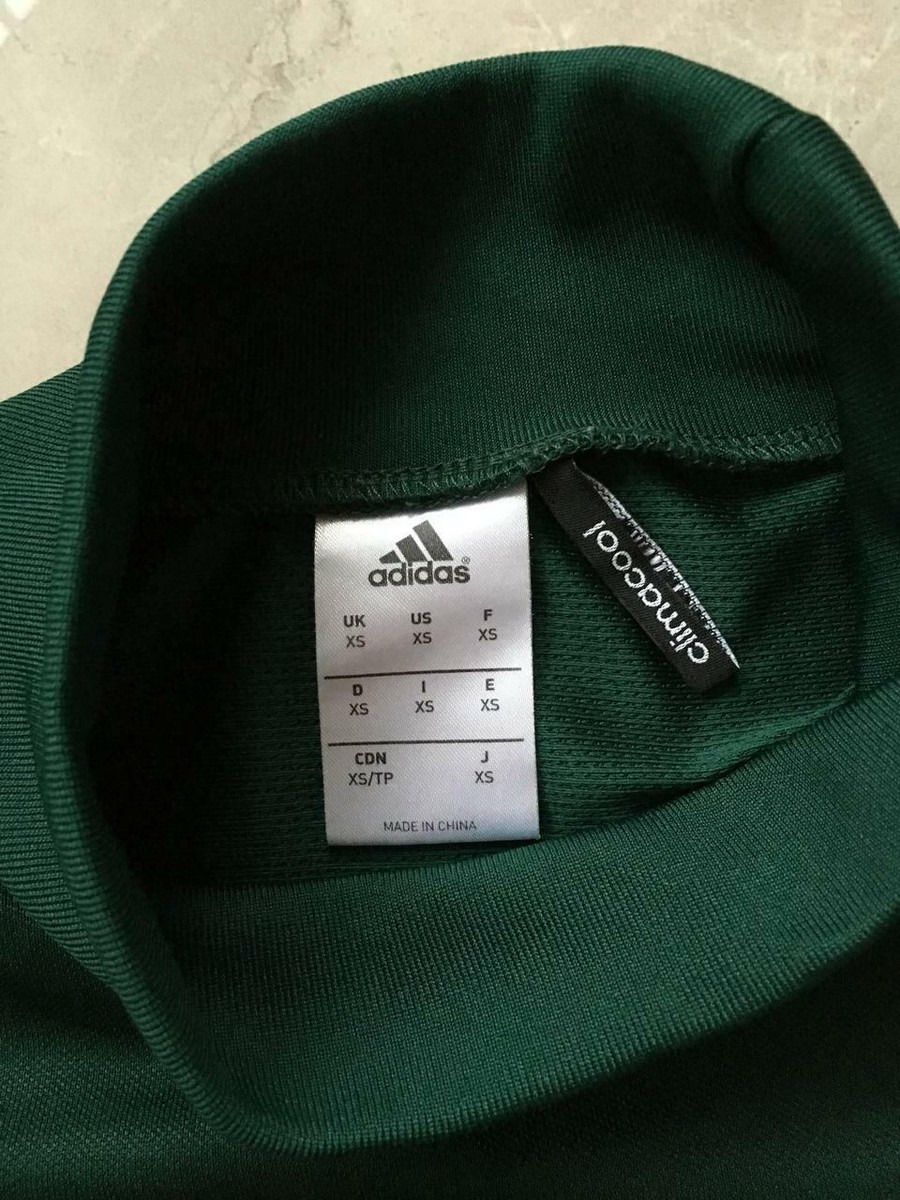 adidas®
UK US F
XS XS XS
D I E
XS XS XS
CDN J
XS/TP XS
MADE IN CHINA
climacool